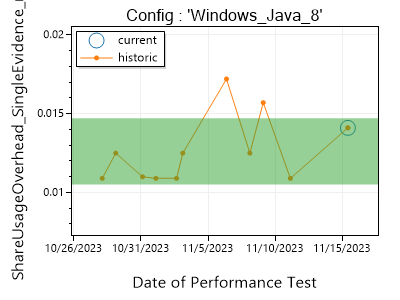 Config : 'Windows_Java_8'
0.02
current
historic
0.015
0.01
ShareUsageOverhead_SingleEvidence_
10/26/2023 10/31/2023 11/5/2023 11/10/2023 11/15/2023
Date of Performance Test